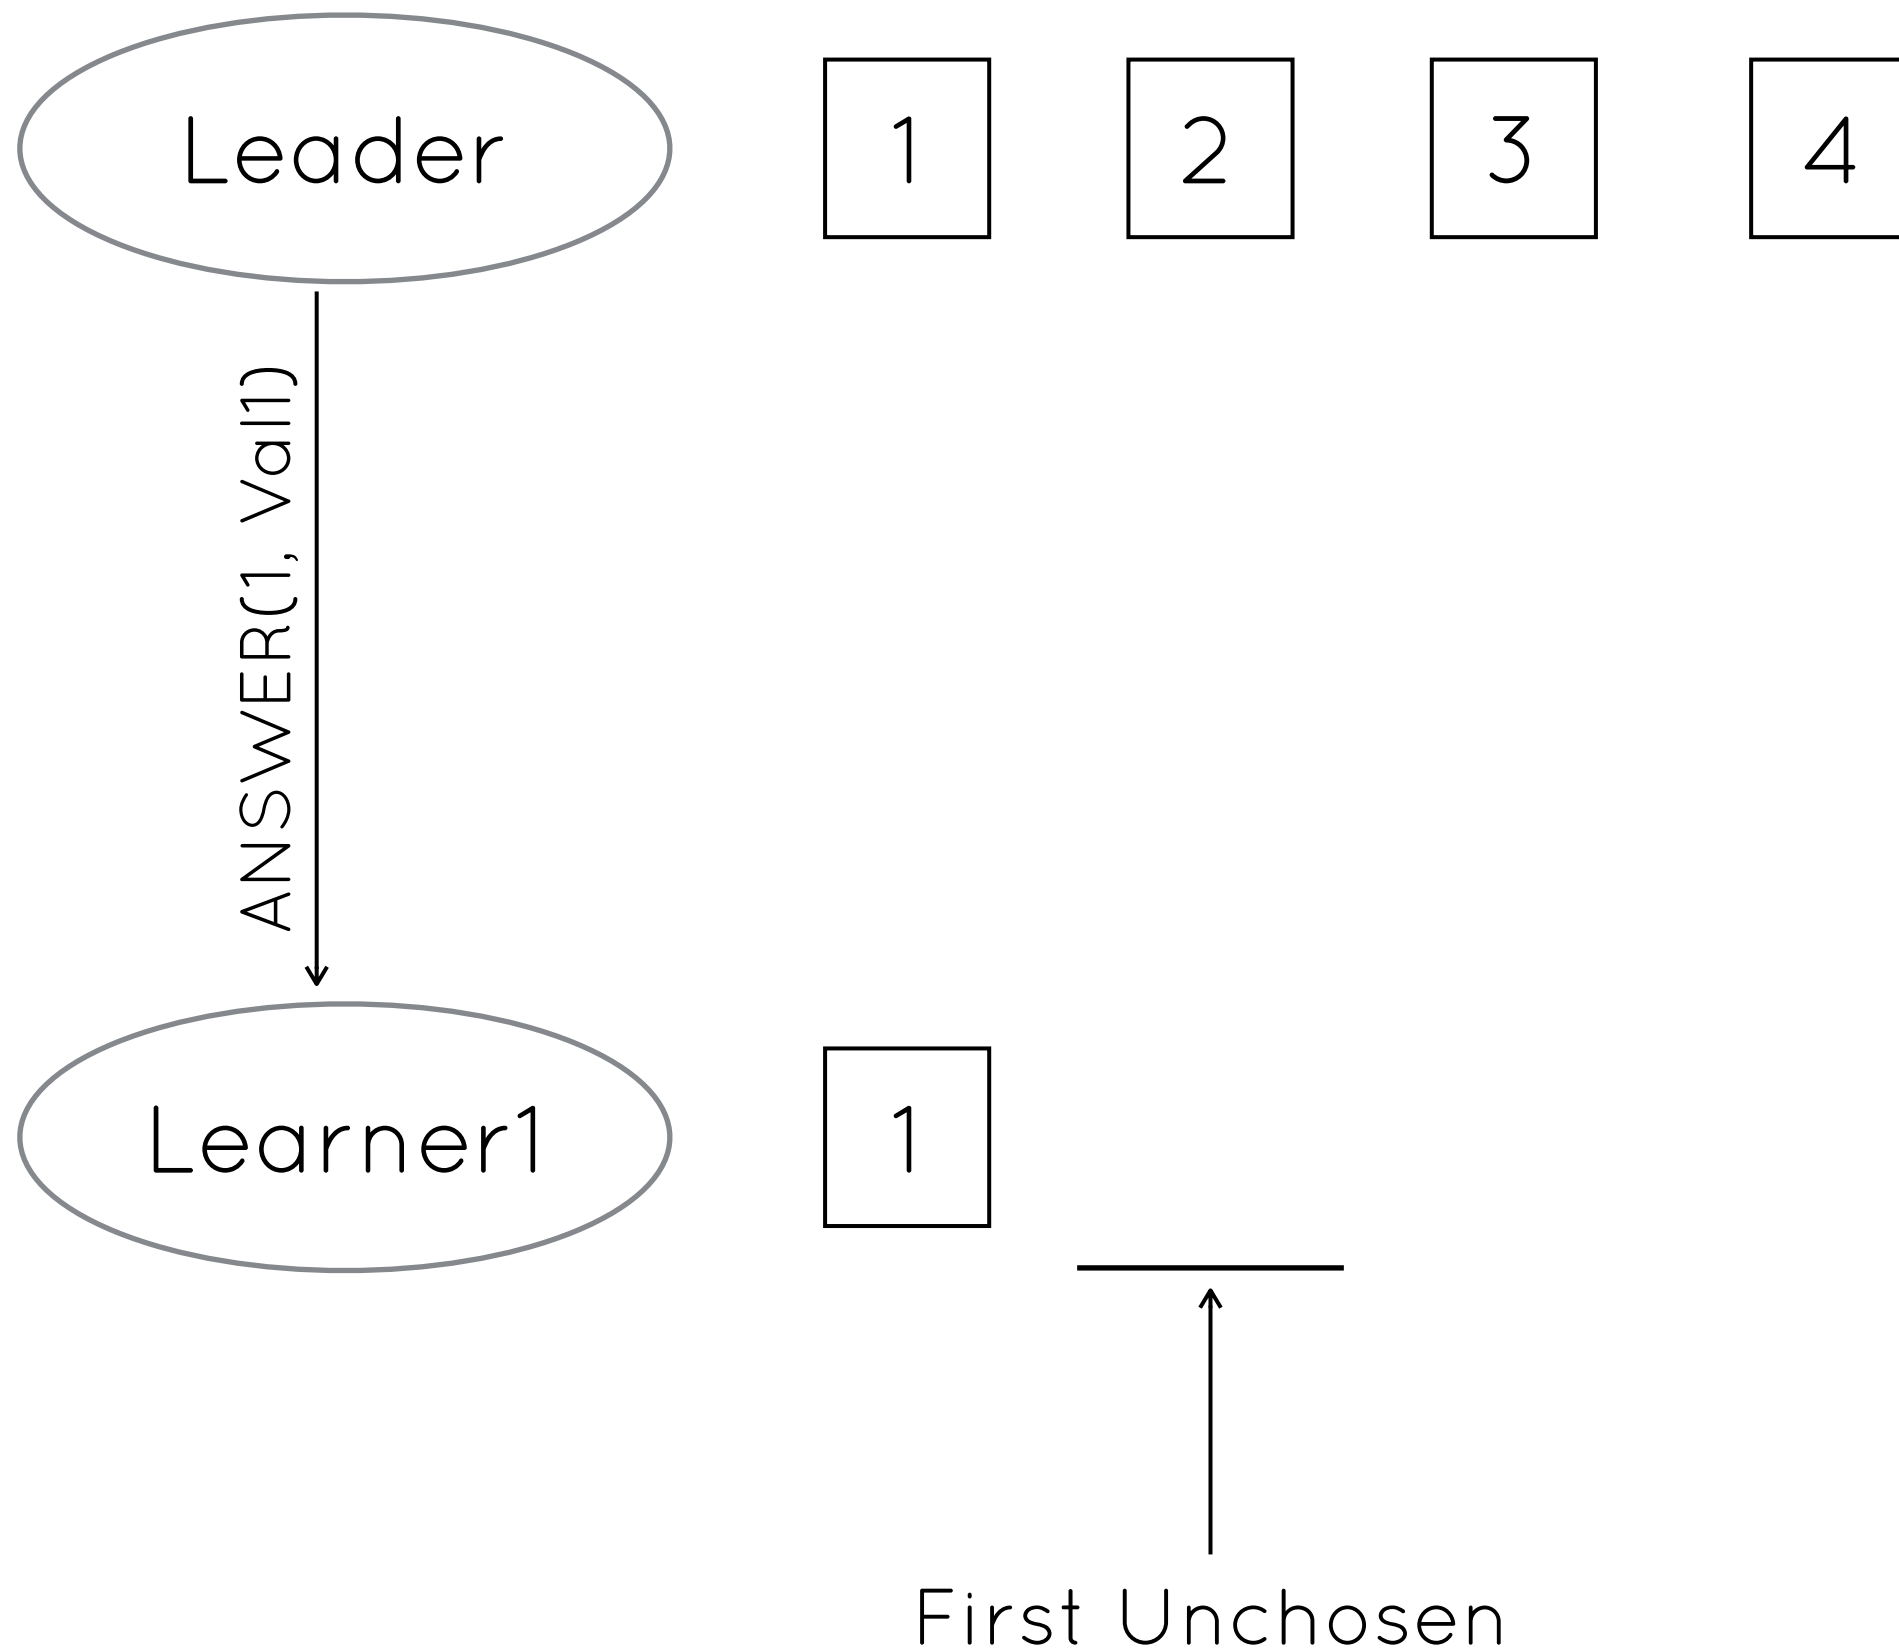 Leader 1 2 3 4
ANSWER(1, Val1)
Learner1 1
First Unchosen